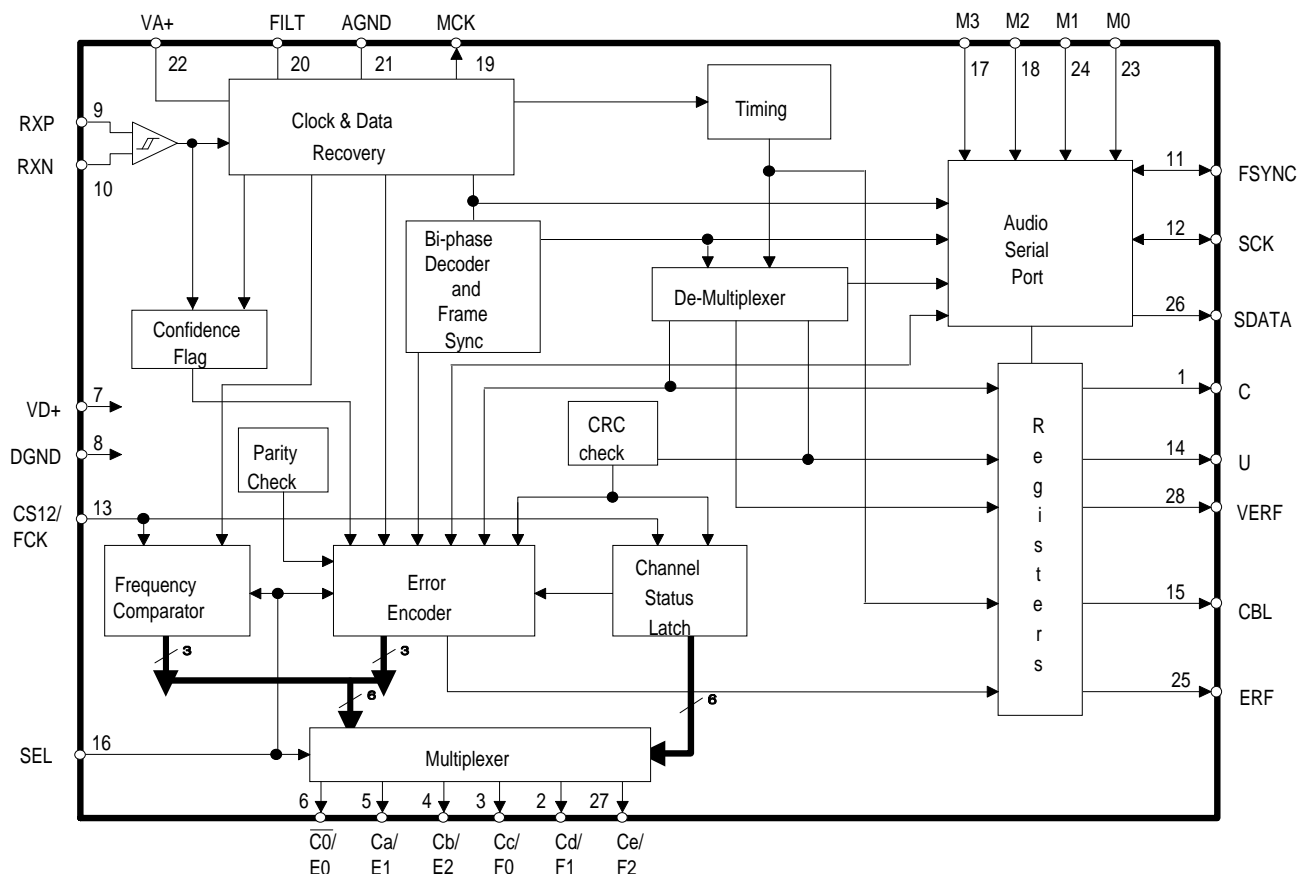 VA+ FILT AGND MCK M3 M2 M1 M0
22 20 21 19 17 18 24 23
RXP 9
RXN 10
Clock & Data
Recovery
Timing
Audio
Serial
Port
11 FSYNC
12 SCK
26 SDATA
Bi-phase
Decoder
and
Frame
Sync
De-Multiplexer
Confidence
Flag
VD+ 7
DGND 8
Parity
Check
CRC
check
Registers
1 C
14 U
28 VERF
15 CBL
25 ERF
CS12/
FCK
13
Frequency
Comparator
Error
Encoder
Channel
Status
Latch
3 3
6 6
SEL 16
Multiplexer
6 5 4 3 2 27
C̅0̅/ Ca/ Cb/ Cc/ Cd/ Ce/
E0 E1 E2 F0 F1 F2